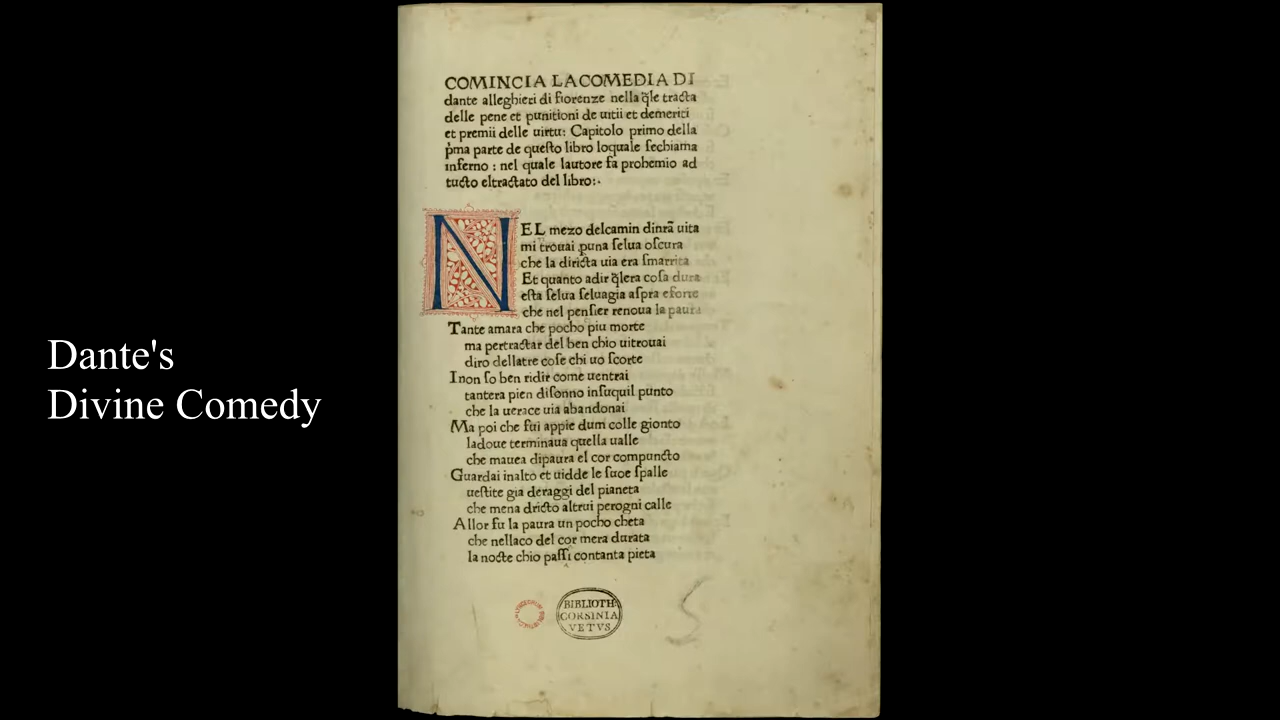 Dante's
Divine Comedy
COMINCIA LACOMEDIA DI
dante alleghieri di fiorenze nella q̃le tracta
delle pene et punitioni de uitii et demeriti
et premii delle uirtu: Capitolo primo della
p̃ma parte de queſto libro loquale ſechiama
inferno : nel quale lautore fa prohemio ad
tucto eltractato del libro:·
NEL mezo delcamin dinrã uita
mi trouai ꝑuna ſelua oſcura
che la diricta uia era ſmarrita
Et quanto adir q̃lera coſa dura
eſta ſelua ſeluagia aſpra eforte
che nel penſier renoua la paura
Tante amara che pocho piu morte
ma pertractar del ben chio uitrouai
diro dellatre coſe chi uo ſcorte
I non ſo ben ridir come uentrai
tantera pien diſonno inſuquil punto
che la uerace uia abandonai
Ma poi che fui appie dum colle gionto
ladoue terminaua quella ualle
che mauea dipaura el cor compuncto
Guardai inalto et uidde le ſuoe ſpalle
ueſtite gia deraggi del pianeta
che mena dricto altrui perogni calle
Allor fu la paura un pocho cheta
che nellaco del cor mera durata
la nocte chio paſſi contanta pieta
BIBLIOTH
CORSINIA
VETVS